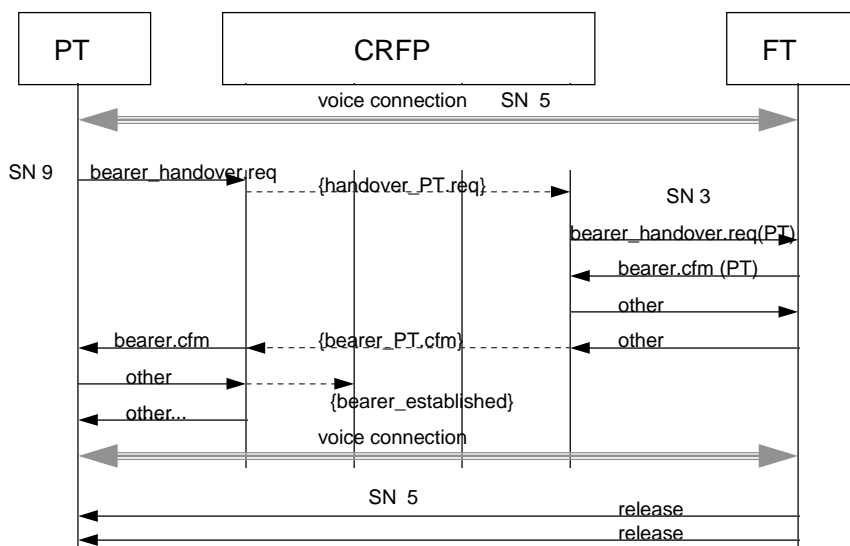 PT CRFP FT
voice connection SN 5
SN 9 bearer_handover.req
{handover_PT.req}
SN 3
bearer_handover.req(PT)
bearer.cfm (PT)
other
bearer.cfm {bearer_PT.cfm} other
other
{bearer_established}
other...
voice connection
SN 5
release
release